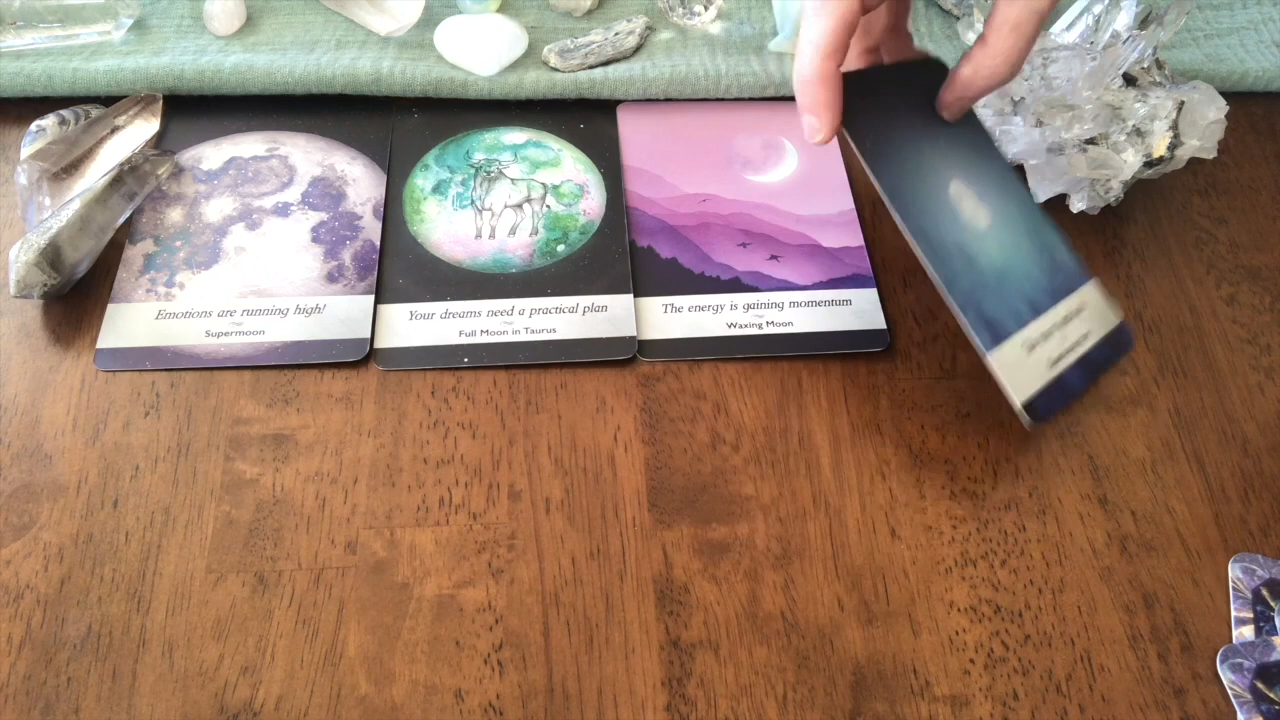 Emotions are running high!
Supermoon
Your dreams need a practical plan
Full Moon in Taurus
The energy is gaining momentum
Waxing Moon